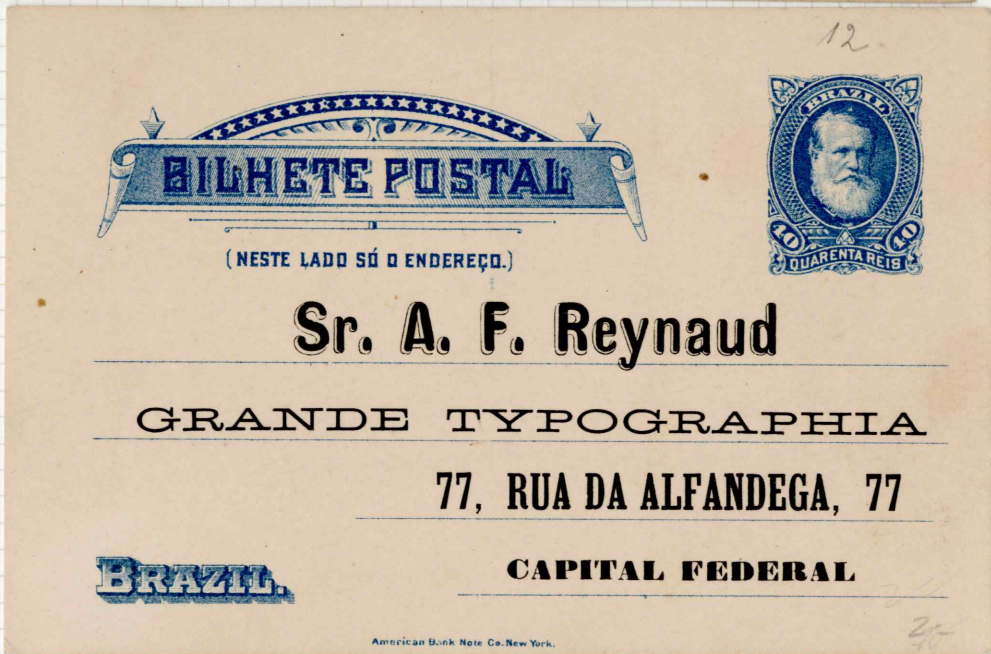 12
BILHETE POSTAL
BRAZIL
40 40
QUARENTA REIS
(NESTE LADO SÓ O ENDEREÇO.)
Sr. A. F. Reynaud
GRANDE TYPOGRAPHIA
77, RUA DA ALFANDEGA, 77
CAPITAL FEDERAL
BRAZIL.
American Bank Note Co. New York.